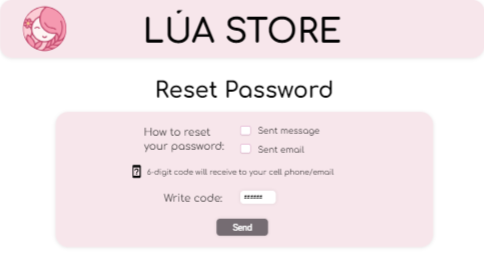 LÚA STORE
Reset Password
How to reset
your password:
Sent message
Sent email
6-digit code will receive to your cell phone/email
Write code:
******
Send